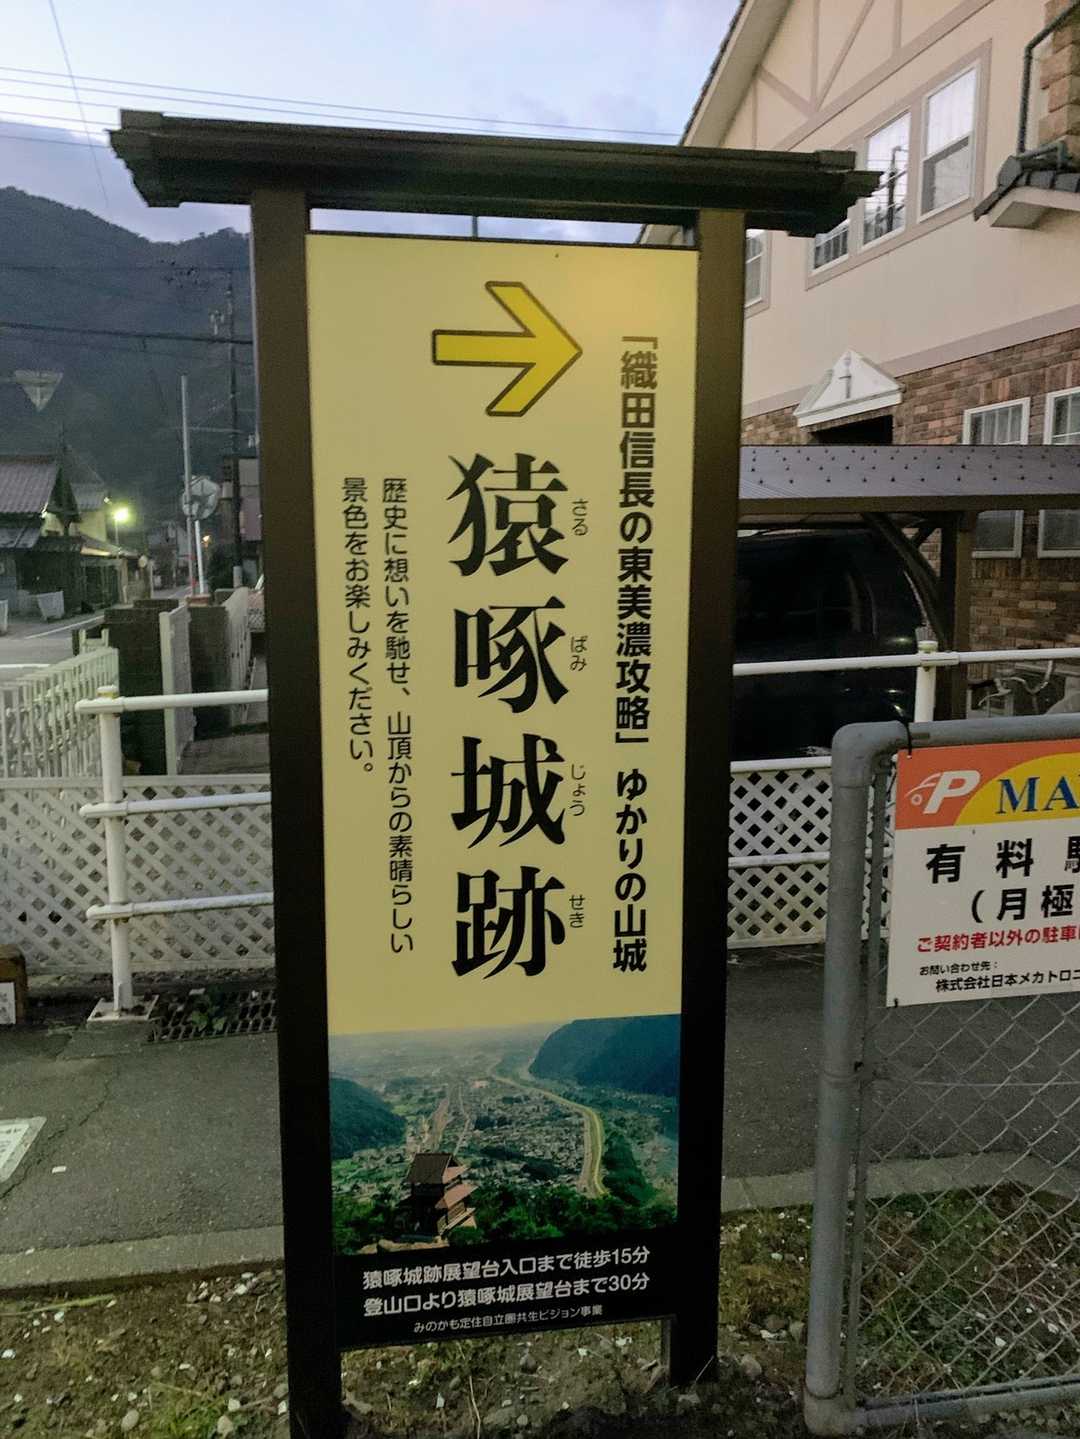 「織田信長の東美濃攻略」ゆかりの山城
猿啄城跡
さる
ばみ
じょう
せき
歴史に想いを馳せ、山頂からの素晴らしい
景色をお楽しみください。
猿啄城跡展望台入口まで徒歩15分
登山口より猿啄城展望台まで30分
みのかも定住自立圏共生ビジョン事業
P MA
有料駐
(月極
ご契約者以外の駐車
お問い合わせ先：
株式会社日本メカトロニ